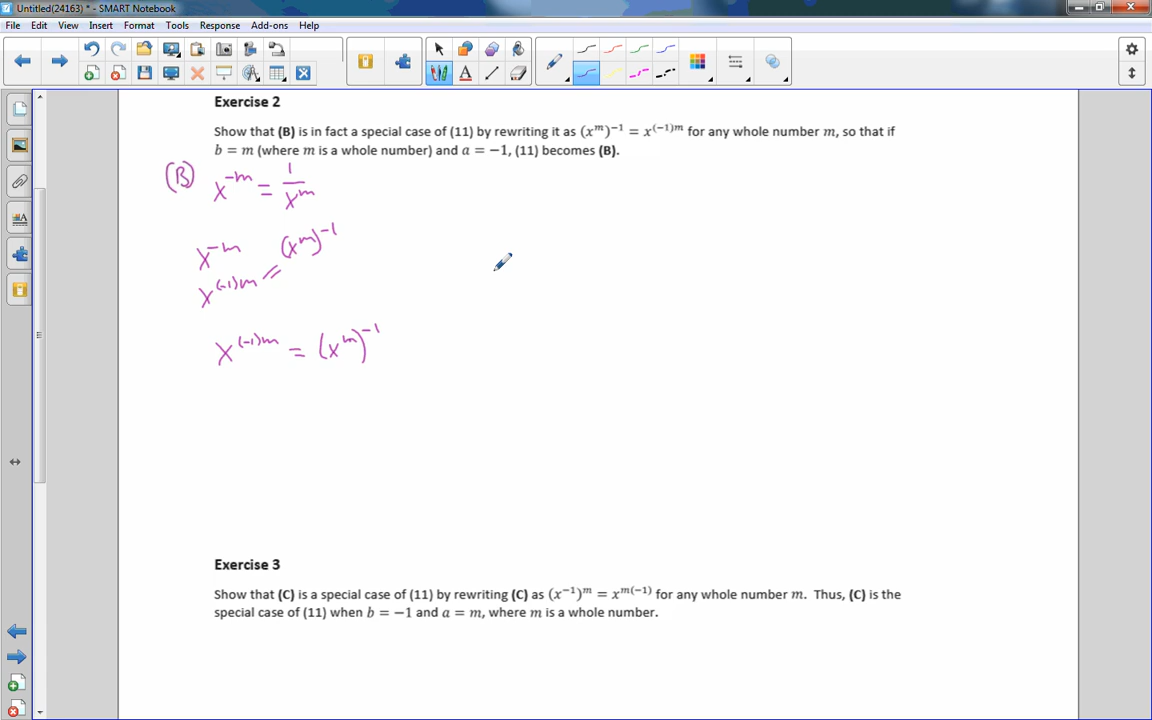 Untitled(24163) * - SMART Notebook
File Edit View Insert Format Tools Response Add-ons Help
Exercise 2
Show that (B) is in fact a special case of (11) by rewriting it as (x^m)^−1 = x^(−1)m for any whole number m, so that if
b = m (where m is a whole number) and a = −1, (11) becomes (B).
(B) x^−m = 1/x^m
x^−m (x^m)^−1
x^(−1)m =
x^(−1)m = (x^m)^−1
Exercise 3
Show that (C) is a special case of (11) by rewriting (C) as (x^−1)^m = x^m(−1) for any whole number m. Thus, (C) is the
special case of (11) when b = −1 and a = m, where m is a whole number.